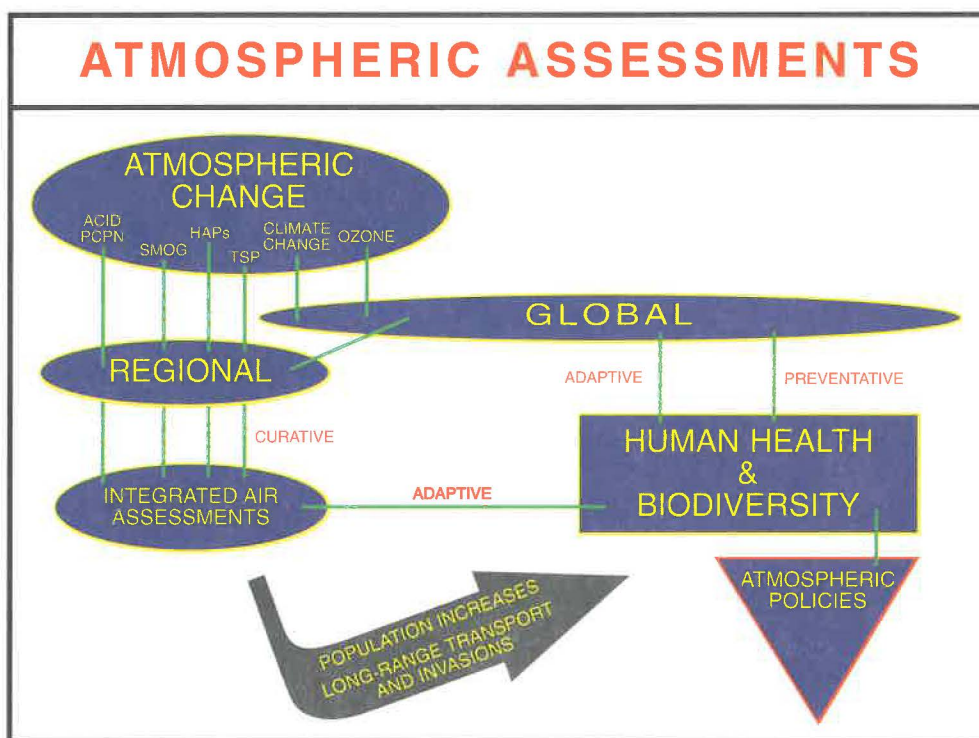 ATMOSPHERIC ASSESSMENTS
ATMOSPHERIC
CHANGE
ACID
PCPN
SMOG
HAPs
TSP
CLIMATE
CHANGE
OZONE
GLOBAL
REGIONAL
ADAPTIVE
PREVENTATIVE
CURATIVE
HUMAN HEALTH
&
BIODIVERSITY
INTEGRATED AIR
ASSESSMENTS
ADAPTIVE
ATMOSPHERIC
POLICIES
POPULATION INCREASES
LONG-RANGE TRANSPORT
AND INVASIONS